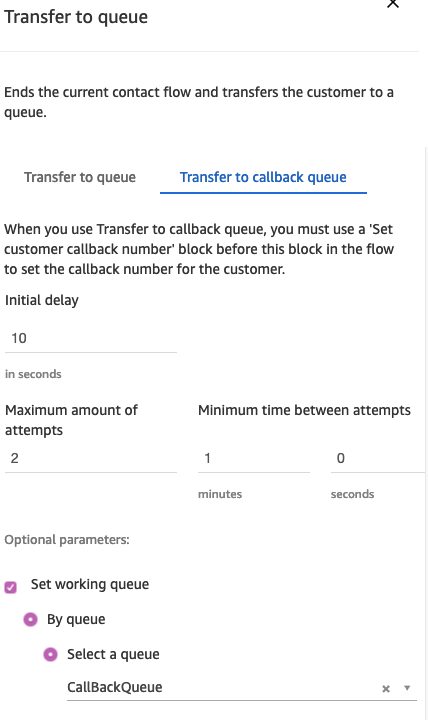 Transfer to queue
Ends the current contact flow and transfers the customer to a
queue.
Transfer to queue
Transfer to callback queue
When you use Transfer to callback queue, you must use a 'Set
customer callback number' block before this block in the flow
to set the callback number for the customer.
Initial delay
10
in seconds
Maximum amount of
attempts
Minimum time between attempts
2
1
0
minutes
seconds
Optional parameters:
Set working queue
By queue
Select a queue
CallBackQueue